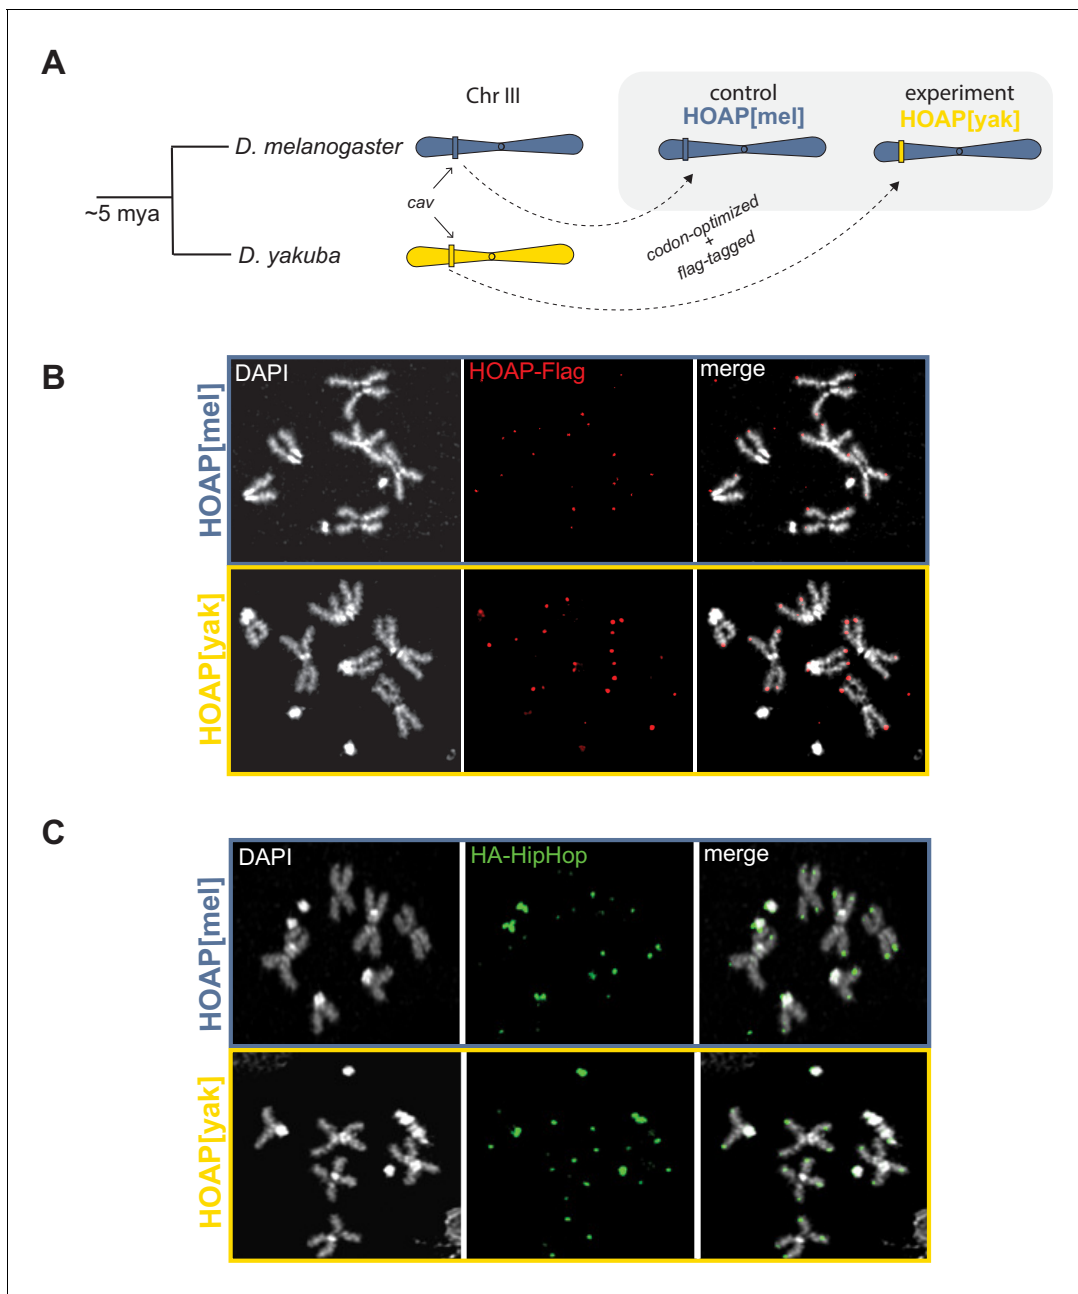 A
Chr III
control
HOAP[mel]
experiment
HOAP[yak]
D. melanogaster
~5 mya
cav
D. yakuba
codon-optimized
+
flag-tagged
B
HOAP[mel]
DAPI
HOAP-Flag
merge
HOAP[yak]
C
HOAP[mel]
DAPI
HA-HipHop
merge
HOAP[yak]